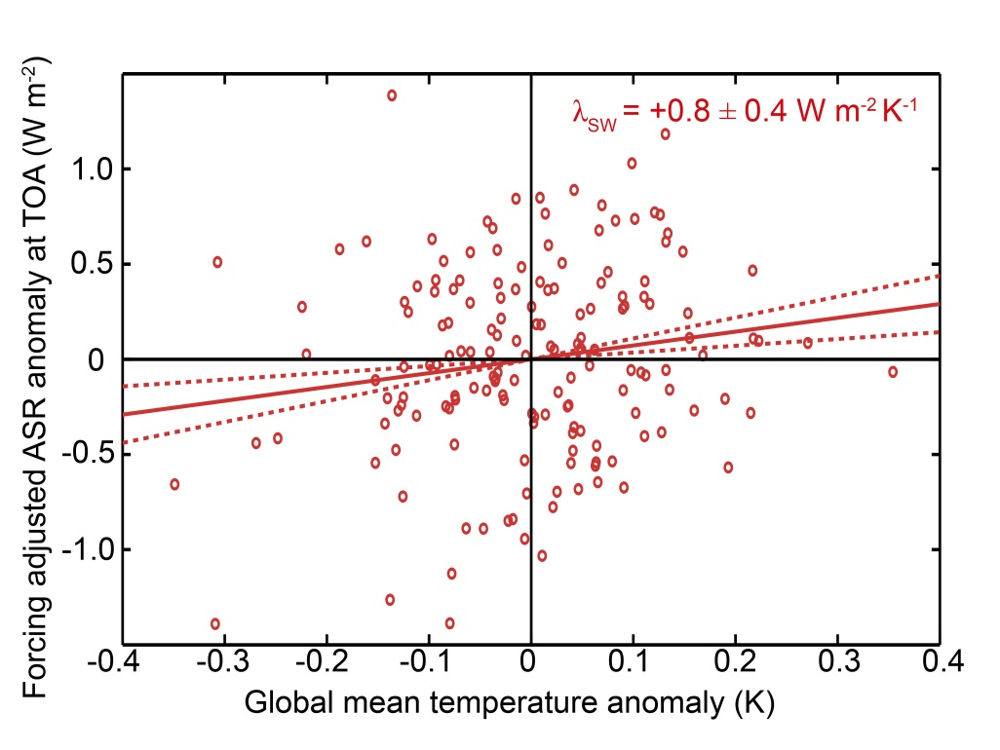 λSW = +0.8 ± 0.4 W m-2 K-1
Forcing adjusted ASR anomaly at TOA (W m-2)
1.0
0.5
0
-0.5
-1.0
-0.4 -0.3 -0.2 -0.1 0 0.1 0.2 0.3 0.4
Global mean temperature anomaly (K)